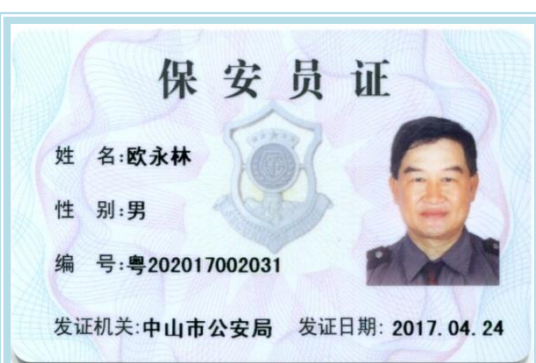 保安员证
姓 名:欧永林
性 别:男
编 号:粤202017002031
发证机关:中山市公安局 发证日期: 2017.04.24